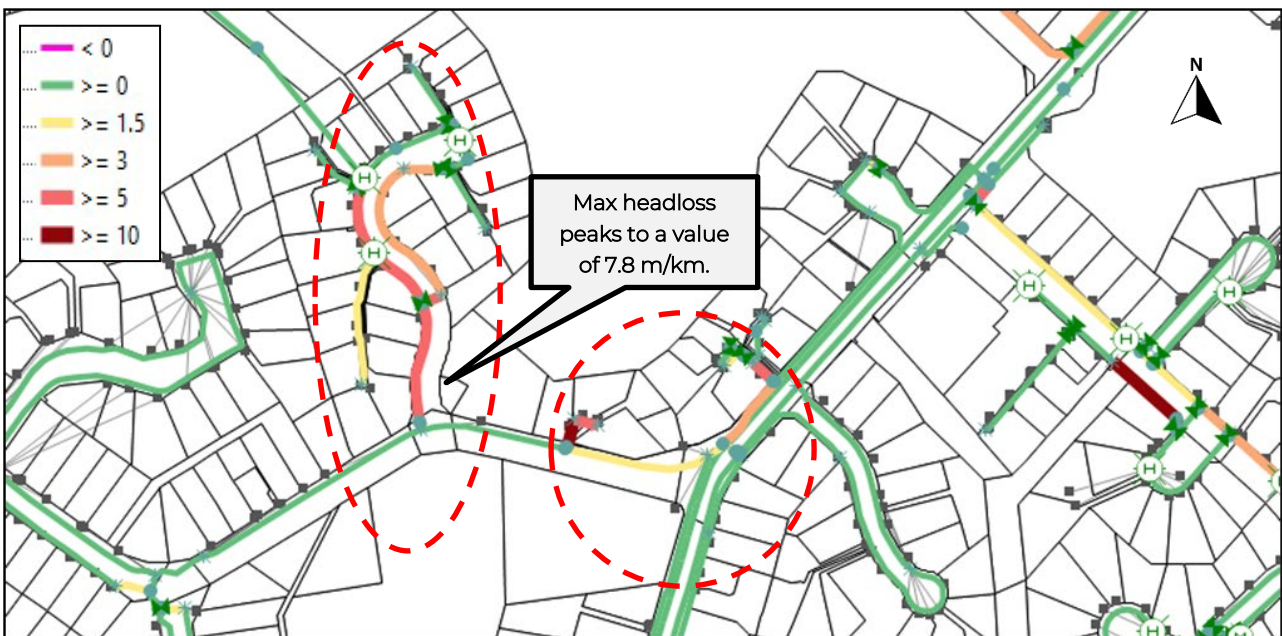 < 0
>= 0
>= 1.5
>= 3
>= 5
>= 10
N
H
H
H
Max headloss
peaks to a value
of 7.8 m/km.
H
H
H
H
H
H